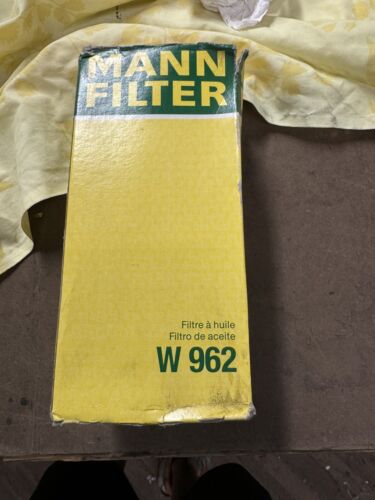 MANN
FILTER
Filtre à huile
Filtro de aceite
W 962